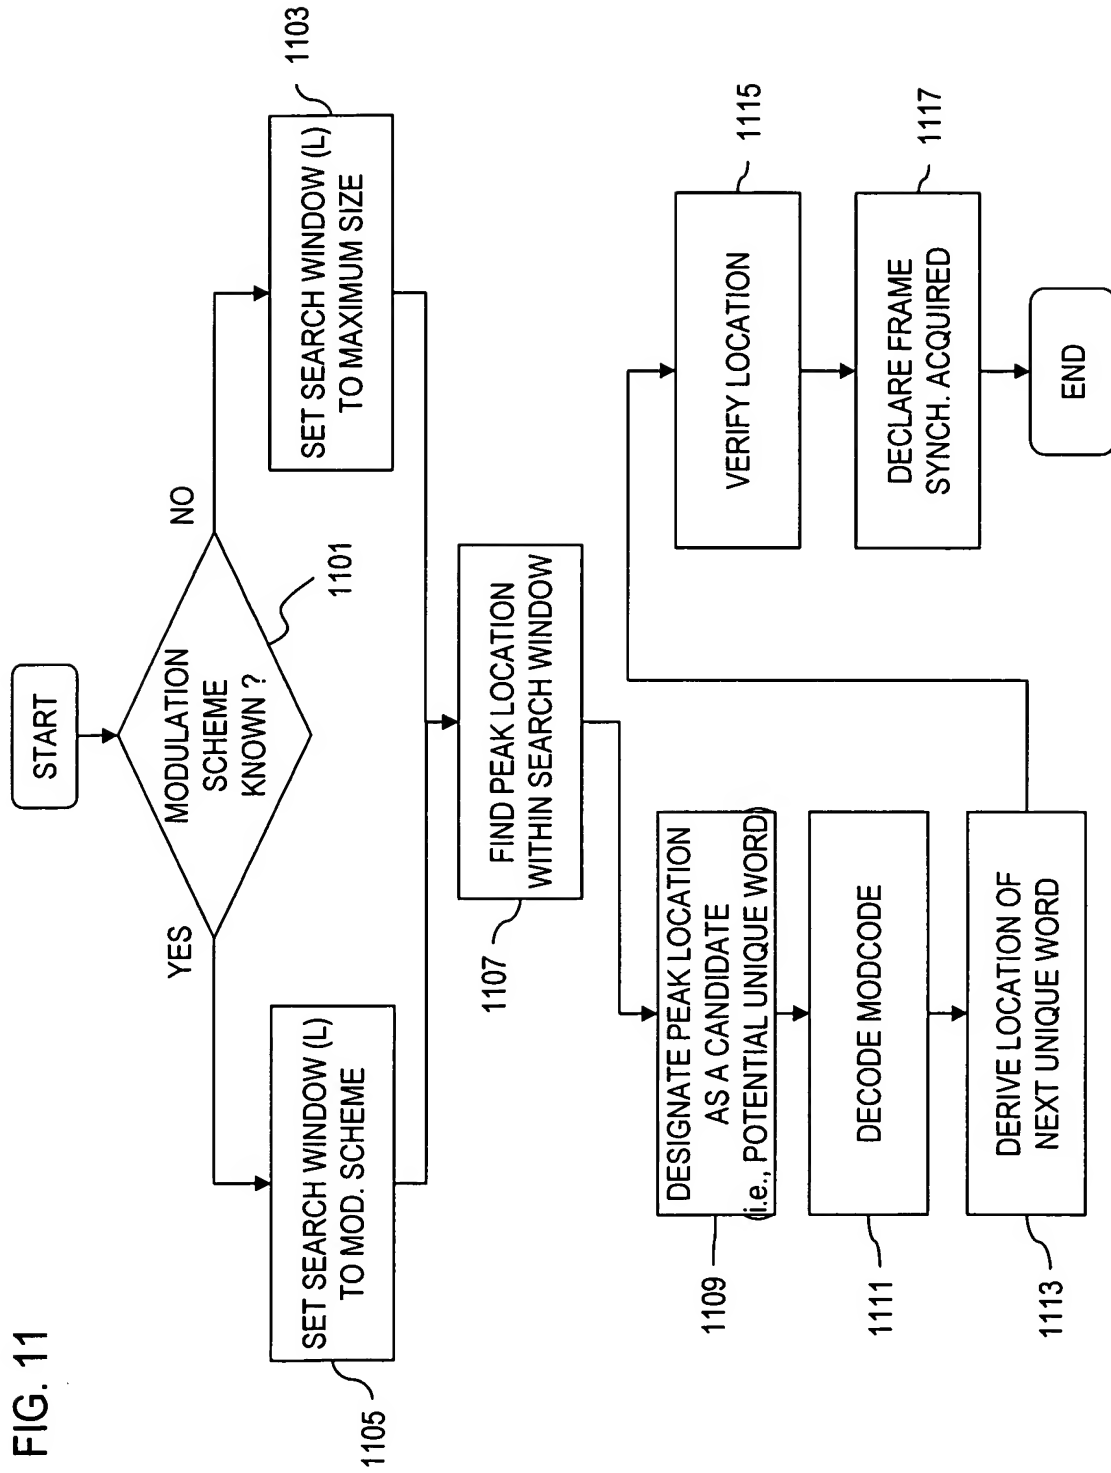 FIG. 11
START
MODULATION
SCHEME
KNOWN ?
1101
YES
NO
SET SEARCH WINDOW (L)
TO MOD. SCHEME
1105
SET SEARCH WINDOW (L)
TO MAXIMUM SIZE
1103
FIND PEAK LOCATION
WITHIN SEARCH WINDOW
1107
DESIGNATE PEAK LOCATION
AS A CANDIDATE
(i.e., POTENTIAL UNIQUE WORD)
1109
DECODE MODCODE
1111
DERIVE LOCATION OF
NEXT UNIQUE WORD
1113
VERIFY LOCATION
1115
DECLARE FRAME
SYNCH. ACQUIRED
1117
END